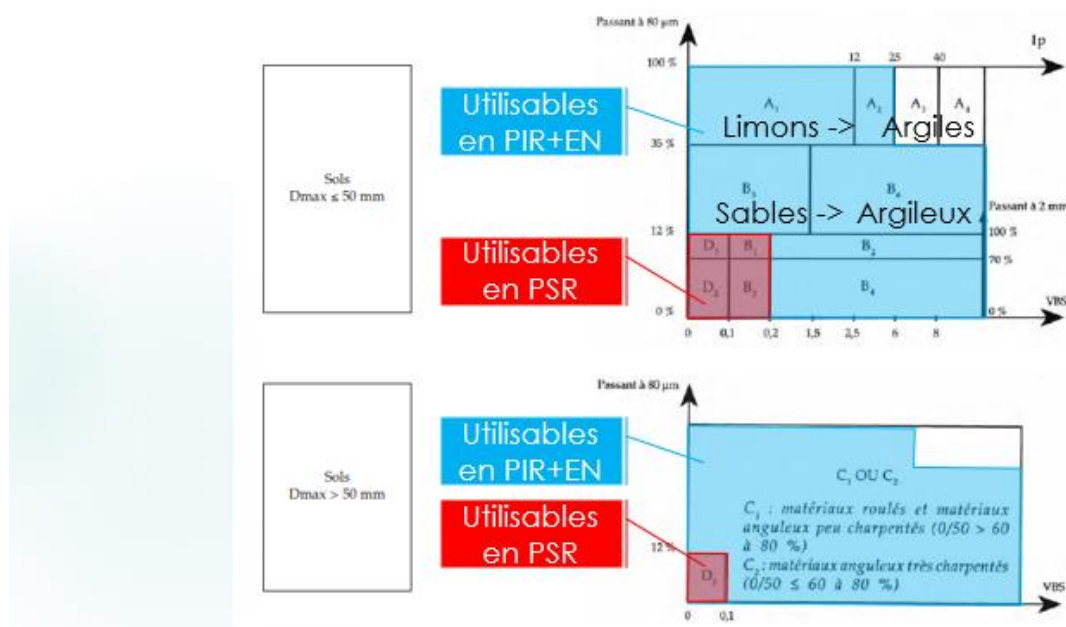 Passant à 80 µm
Ip
12 25 40
100 %
Utilisables
en PIR+EN
A₁ A₂ A₃ A₄
Limons -> Argiles
35 %
Sols
Dmax ≤ 50 mm
B₅ B₆
Sables -> Argileux
Passant à 2 mm
12 %
100 %
Utilisables
en PSR
D₁ B₁ B₂
70 %
D₂ B₃ B₄
0 %
0 %
VBS
0 0,1 0,2 1,5 2,5 6 8
Passant à 80 µm
Utilisables
en PIR+EN
Sols
Dmax > 50 mm
C₁ OU C₂
C₁ : matériaux roulés et matériaux
anguleux peu charpentés (0/50 > 60
à 80 %)
C₂ : matériaux anguleux très charpentés
(0/50 ≤ 60 à 80 %)
Utilisables
en PSR
12 %
D₃
VBS
0 0,1